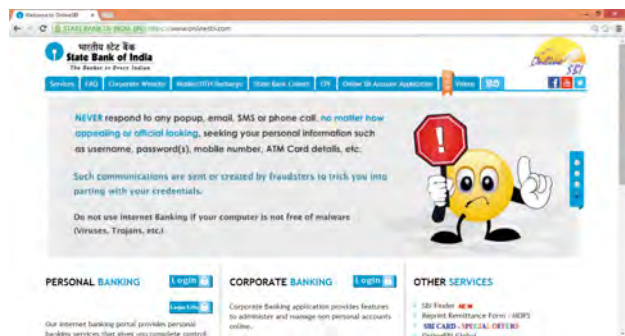 Welcome to OnlineSBI
STATE BANK OF INDIA [IN] https://www.onlinesbi.com
भारतीय स्टेट बैंक
State Bank of India
The Banker to Every Indian
Online SBI
Services FAQ Corporate Website Mobile/DTH Recharge State Bank Collect CPF Online SBI Account Application Videos हिंदी
NEVER respond to any popup, email, SMS or phone call, no matter how
appealing or official looking, seeking your personal information such
as username, password(s), mobile number, ATM Card details, etc.
Such communications are sent or created by fraudsters to trick you into
parting with your credentials.
Do not use Internet Banking if your computer is not free of malware
(Viruses, Trojans, etc.)
PERSONAL BANKING Login
Our internet banking portal provides personal
banking services that gives you complete control
CORPORATE BANKING Login
Corporate Banking application provides features
to administer and manage non personal accounts
online.
OTHER SERVICES
SBI Finder NEW
Reprint Remittance Form - MOPS
SBI CARD - SPECIAL OFFERS
OnlineSBI Global